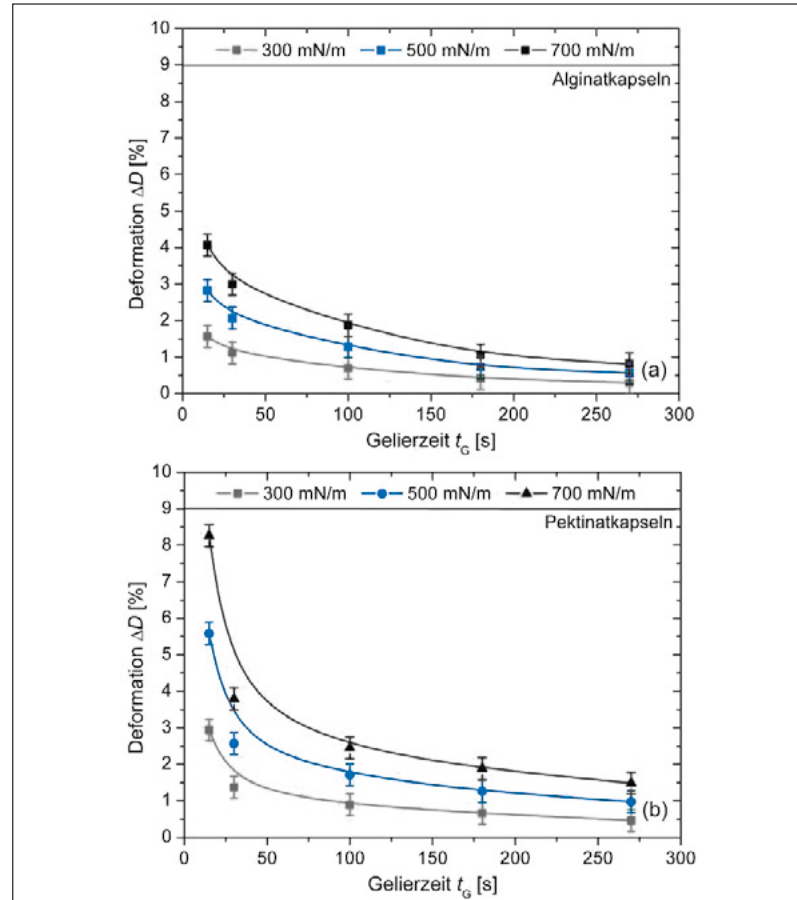 300 mN/m 500 mN/m 700 mN/m
Alginatkapseln
Deformation ΔD [%]
10
9
8
7
6
5
4
3
2
1
0
(a)
0 50 100 150 200 250 300
Gelierzeit tG [s]
300 mN/m 500 mN/m 700 mN/m
Pektinatkapseln
Deformation ΔD [%]
10
9
8
7
6
5
4
3
2
1
0
(b)
0 50 100 150 200 250 300
Gelierzeit tG [s]